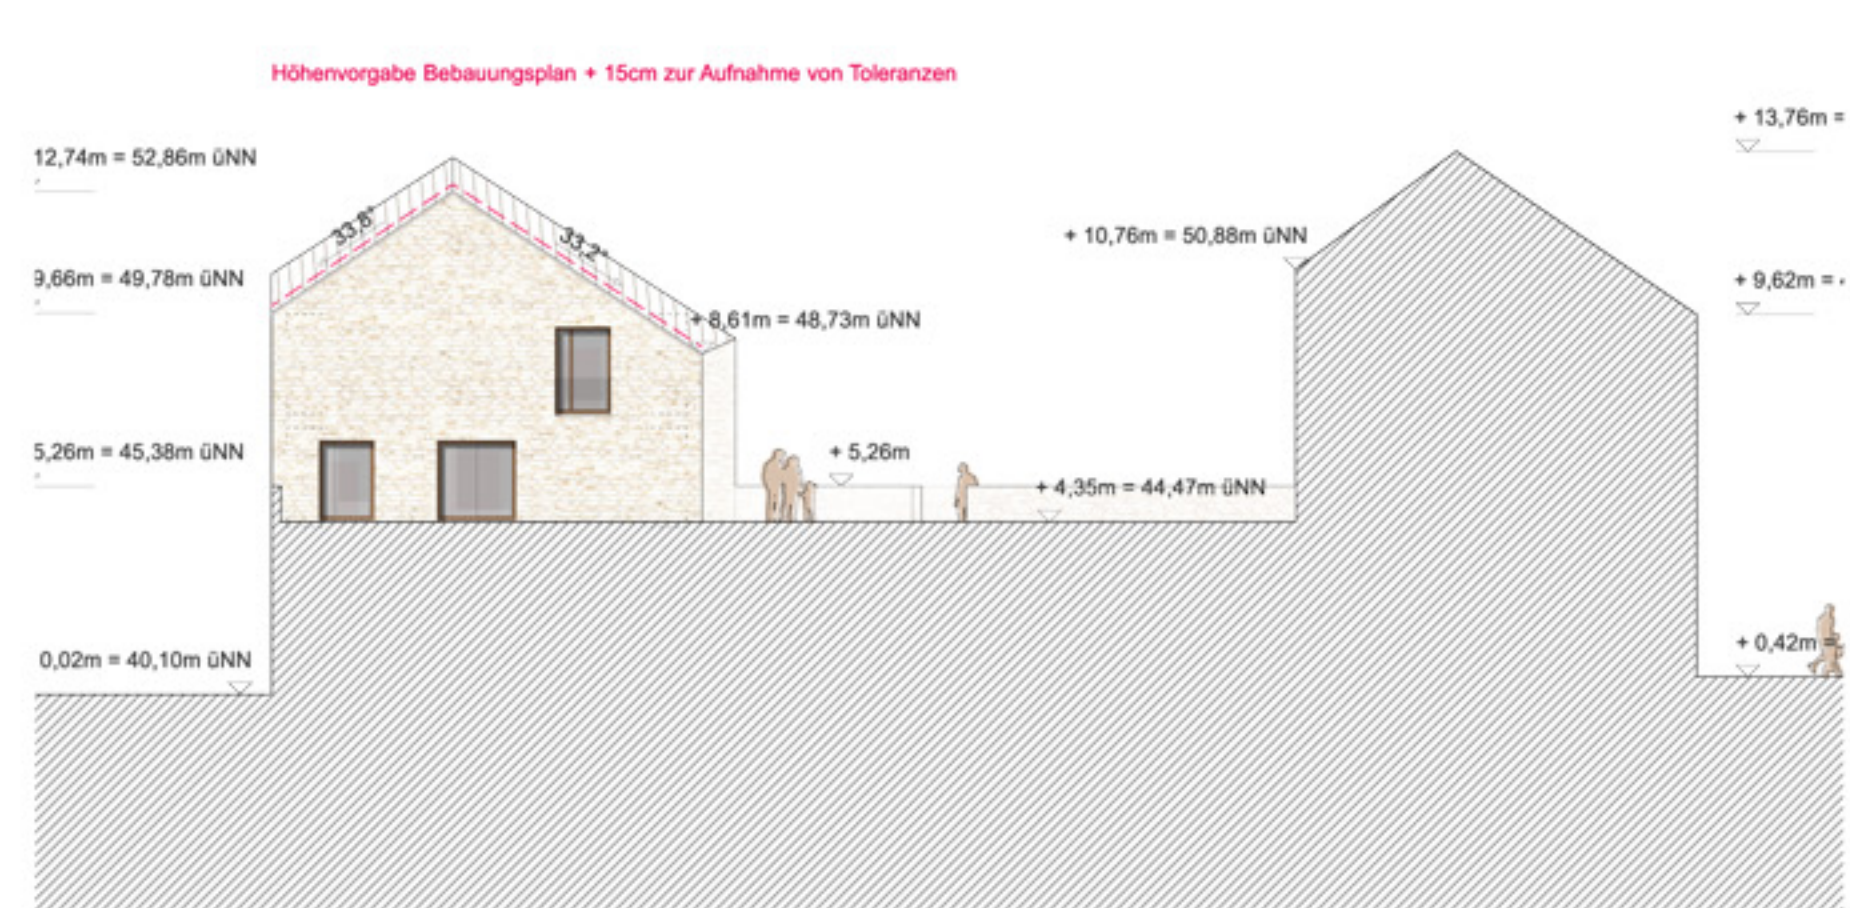 Höhenvorgabe Bebauungsplan + 15cm zur Aufnahme von Toleranzen
+ 13,76m =
12,74m = 52,86m üNN
33,8°
33,2°
+ 10,76m = 50,88m üNN
9,66m = 49,78m üNN
+ 9,62m =
+ 8,61m = 48,73m üNN
5,26m = 45,38m üNN
+ 5,26m
+ 4,35m = 44,47m üNN
0,02m = 40,10m üNN
+ 0,42m =